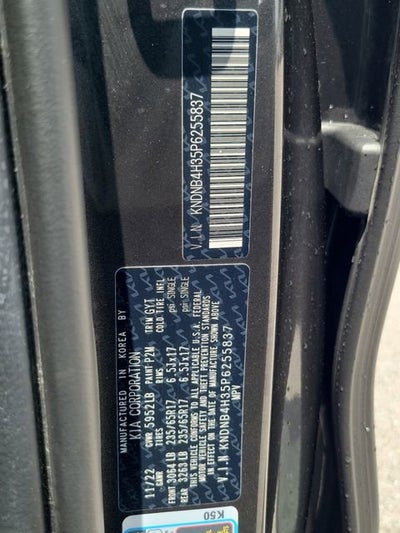 V.I.N. KNDNB4H35P6255837
MANUFACTURED IN KOREA BY
KIA CORPORATION
11/22 GVWR 5952LB PAINT:P2M TRIM GYT
GAWR TIRES RIMS COLD TIRE INFL
FRONT 3064LB 235/65R17 6.5Jx17 psi/SINGLE
REAR 3263LB 235/65R17 6.5Jx17 psi/SINGLE
THIS VEHICLE CONFORMS TO ALL APPLICABLE U.S.A. FEDERAL
MOTOR VEHICLE SAFETY AND THEFT PREVENTION STANDARDS
IN EFFECT ON THE DATE OF MANUFACTURE SHOWN ABOVE
V.I.N: KNDNB4H35P6255837
MPV
K50